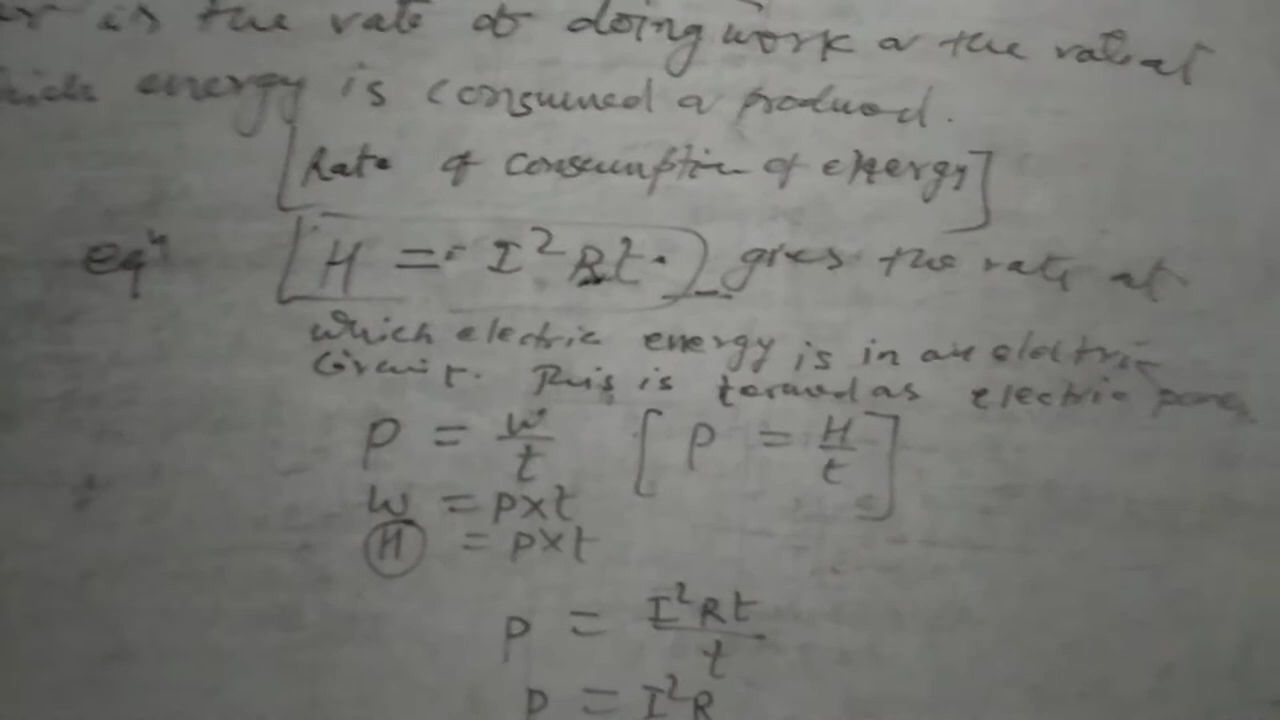 is the rate of doing work or the rate at
energy is consumed or produced.
[Rate of consumption of energy]
eqn [H = I²Rt.] gives the rate at
which electric energy is in an electric
circuit. This is termed as electric power
P = W/t [P = H/t]
W = P×t
H = P×t
P = I²Rt/t
P = I²R